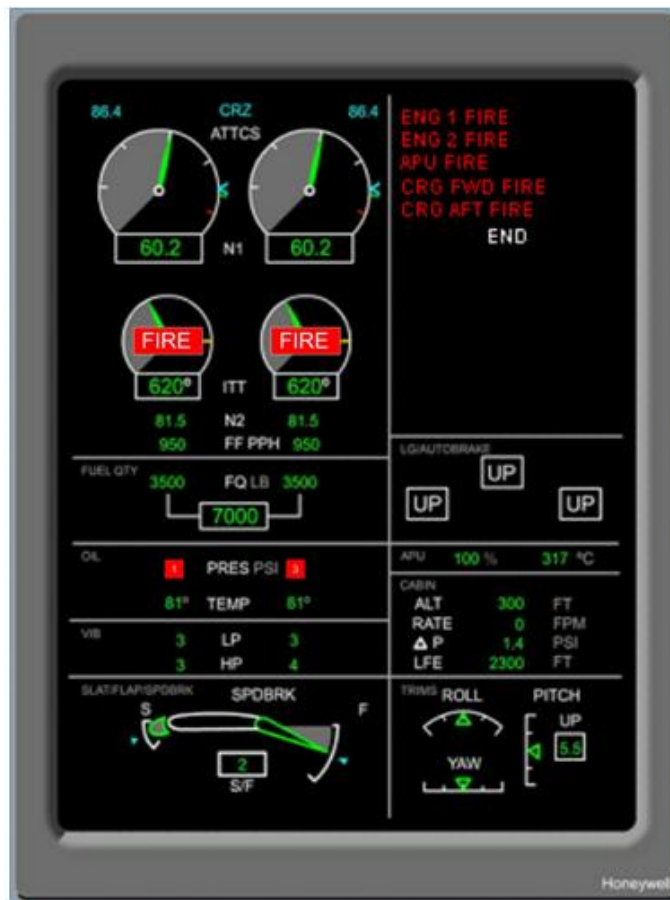 86.4 CRZ 86.4
ATTCS
60.2 N1 60.2
FIRE FIRE
620° ITT 620°
81.5 N2 81.5
950 FF PPH 950
FUEL QTY
3500 FQ LB 3500
7000
OIL
1 PRES PSI 3
81° TEMP 81°
VIB
3 LP 3
3 HP 4
SLAT/FLAP/SPDBRK
SPDBRK
S F
2
S/F
ENG 1 FIRE
ENG 2 FIRE
APU FIRE
CRG FWD FIRE
CRG AFT FIRE
END
LG/AUTOBRAKE
UP
UP UP
APU 100 % 317 ºC
CABIN
ALT 300 FT
RATE 0 FPM
Δ P 1.4 PSI
LFE 2300 FT
TRIMS
ROLL PITCH
UP
5.5
YAW
Honeywell